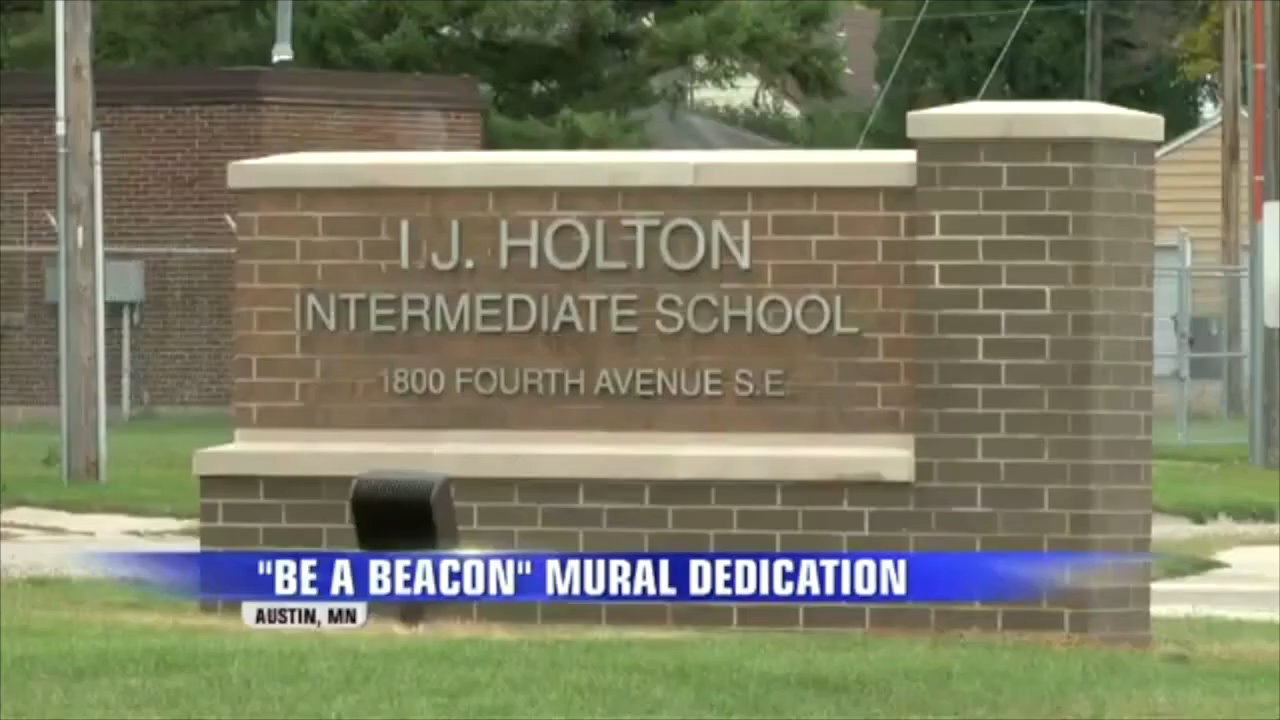 I.J. HOLTON
INTERMEDIATE SCHOOL
1800 FOURTH AVENUE S.E.
"BE A BEACON" MURAL DEDICATION
AUSTIN, MN